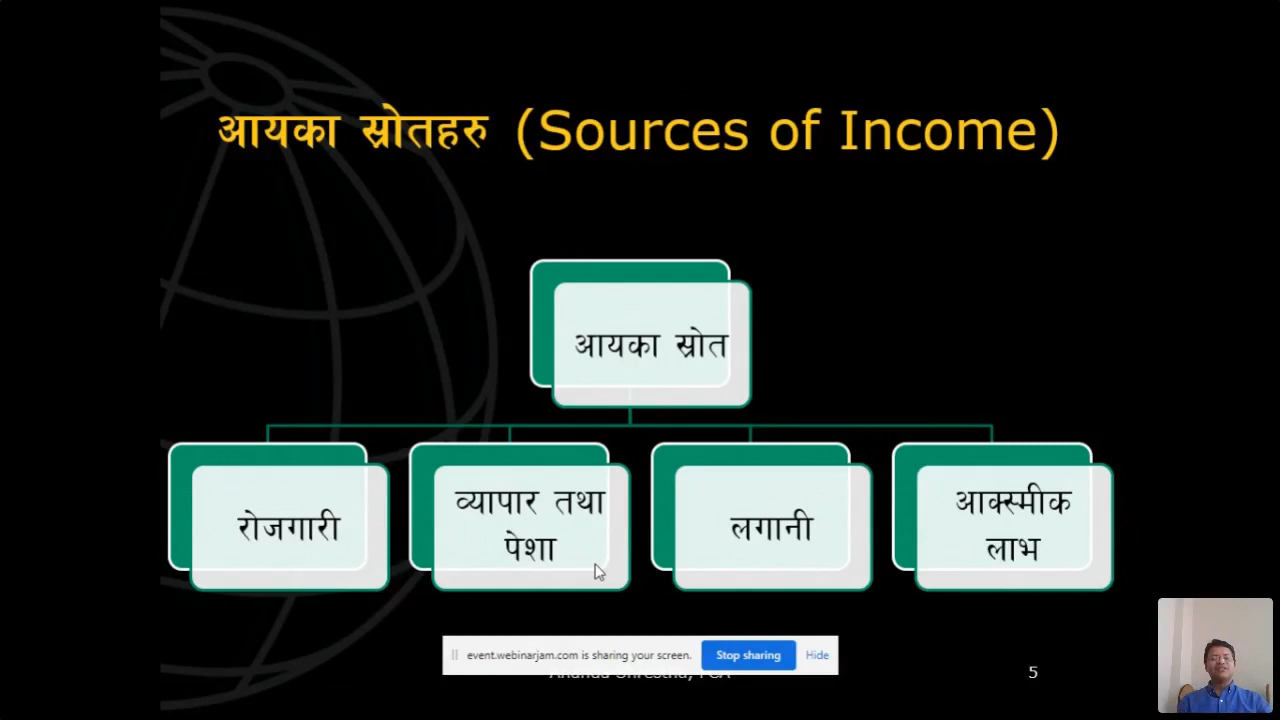 आयका स्रोतहरु (Sources of Income)
आयका स्रोत
रोजगारी
व्यापार तथा
पेशा
लगानी
आक्स्मीक
लाभ
event.webinarjam.com is sharing your screen.
Stop sharing
Hide
5